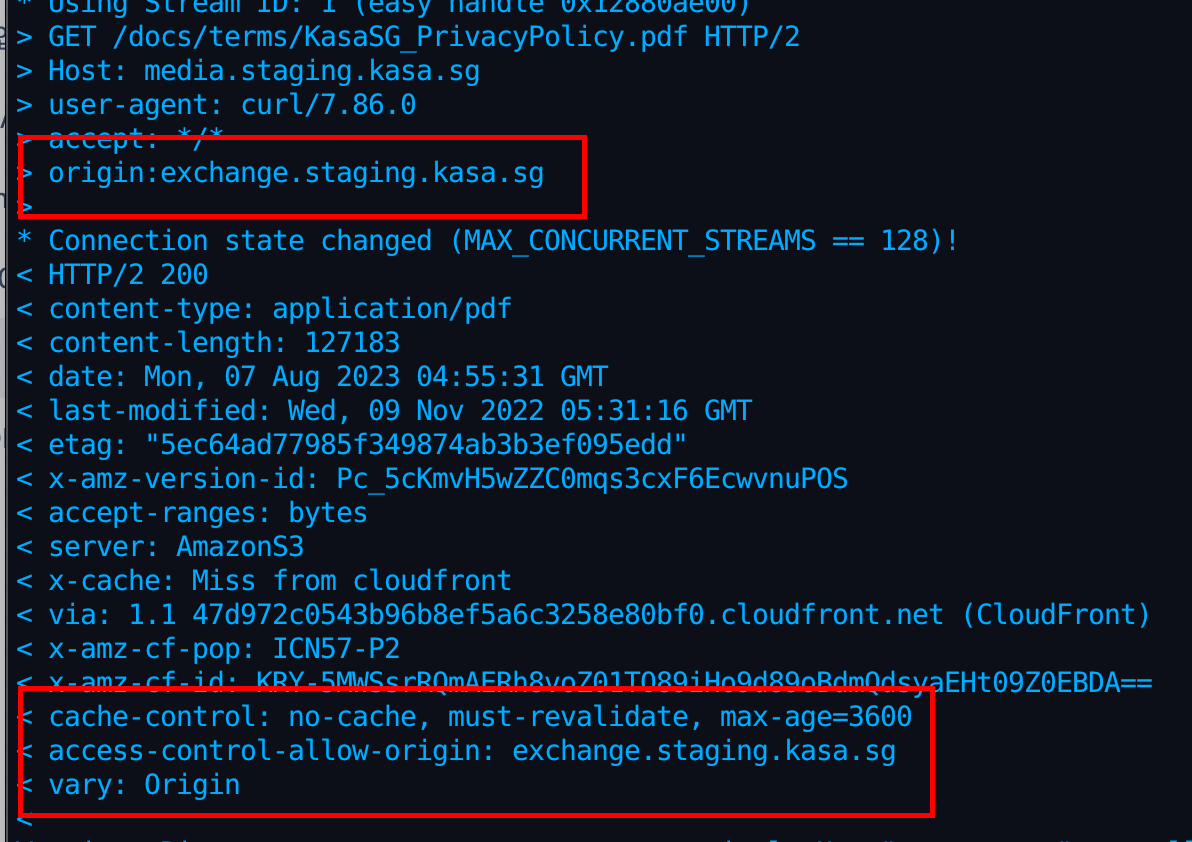 * Using Stream ID: 1 (easy handle 0x12880ae00)
> GET /docs/terms/KasaSG_PrivacyPolicy.pdf HTTP/2
> Host: media.staging.kasa.sg
> user-agent: curl/7.86.0
> accept: */*
> origin:exchange.staging.kasa.sg
>
* Connection state changed (MAX_CONCURRENT_STREAMS == 128)!
< HTTP/2 200
< content-type: application/pdf
< content-length: 127183
< date: Mon, 07 Aug 2023 04:55:31 GMT
< last-modified: Wed, 09 Nov 2022 05:31:16 GMT
< etag: "5ec64ad77985f349874ab3b3ef095edd"
< x-amz-version-id: Pc_5cKmvH5wZZC0mqs3cxF6EcwvnuPOS
< accept-ranges: bytes
< server: AmazonS3
< x-cache: Miss from cloudfront
< via: 1.1 47d972c0543b96b8ef5a6c3258e80bf0.cloudfront.net (CloudFront)
< x-amz-cf-pop: ICN57-P2
< x-amz-cf-id:
< cache-control: no-cache, must-revalidate, max-age=3600
< access-control-allow-origin: exchange.staging.kasa.sg
< vary: Origin
<